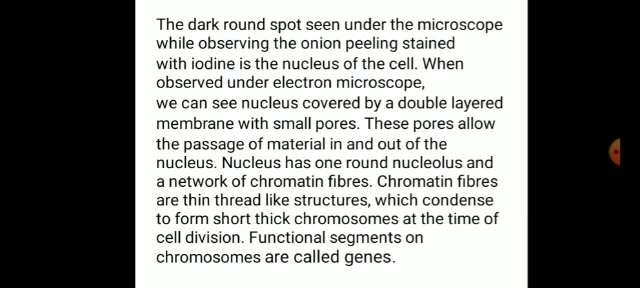 The dark round spot seen under the microscope
while observing the onion peeling stained
with iodine is the nucleus of the cell. When
observed under electron microscope,
we can see nucleus covered by a double layered
membrane with small pores. These pores allow
the passage of material in and out of the
nucleus. Nucleus has one round nucleolus and
a network of chromatin fibres. Chromatin fibres
are thin thread like structures, which condense
to form short thick chromosomes at the time of
cell division. Functional segments on
chromosomes are called genes.